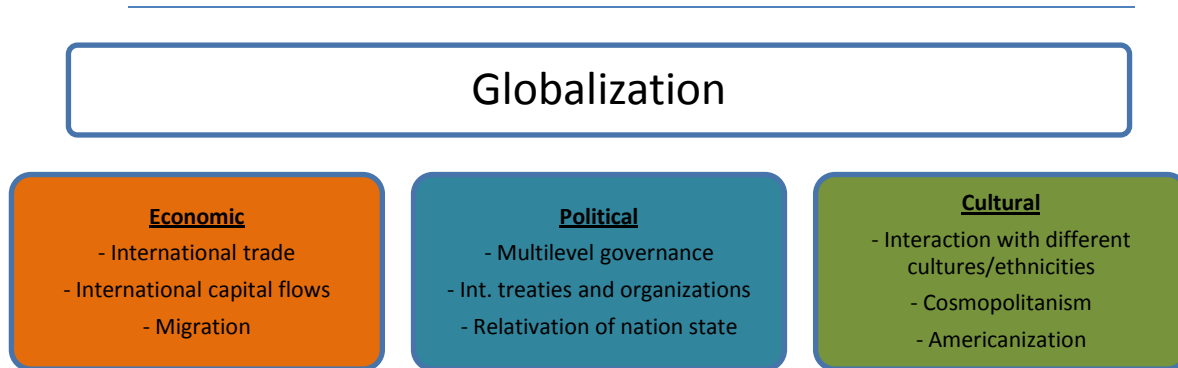 Globalization
Economic
- International trade
- International capital flows
- Migration
Political
- Multilevel governance
- Int. treaties and organizations
- Relativation of nation state
Cultural
- Interaction with different
cultures/ethnicities
- Cosmopolitanism
- Americanization